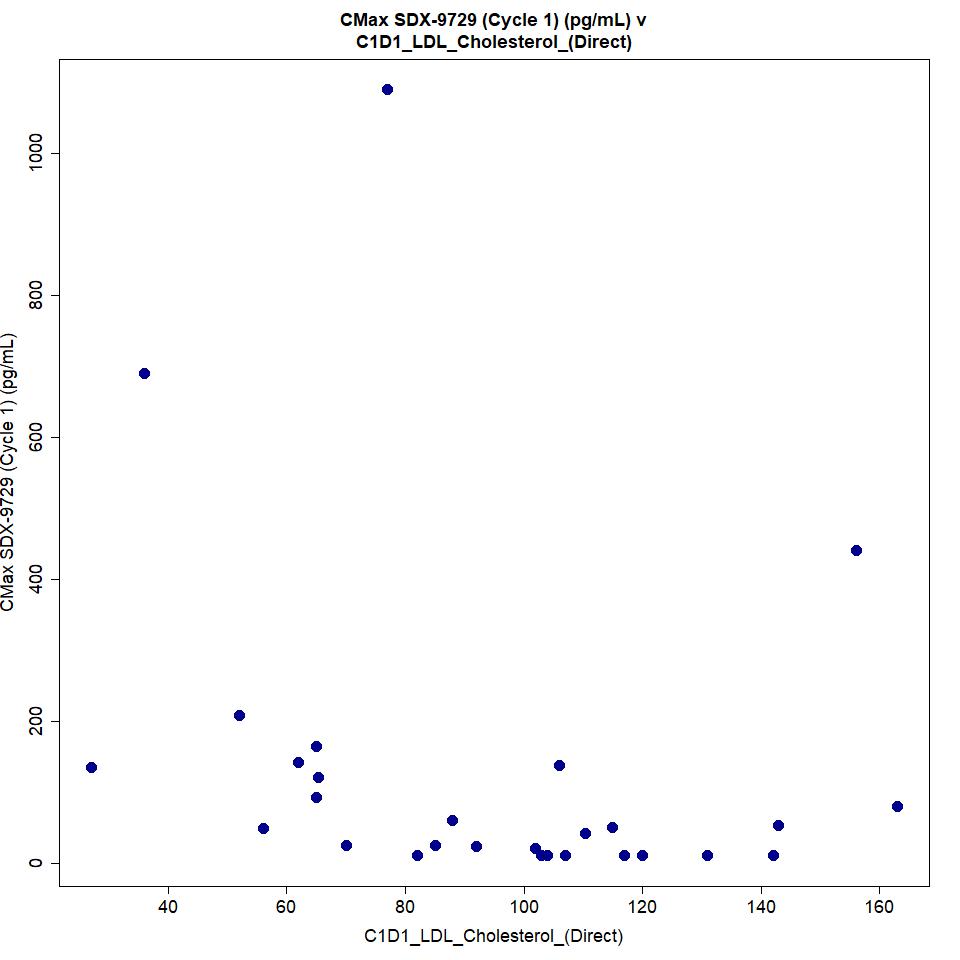 CMax SDX-9729 (Cycle 1) (pg/mL) v
C1D1_LDL_Cholesterol_(Direct)
1000
800
600
400
200
0
CMax SDX-9729 (Cycle 1) (pg/mL)
40 60 80 100 120 140 160
C1D1_LDL_Cholesterol_(Direct)